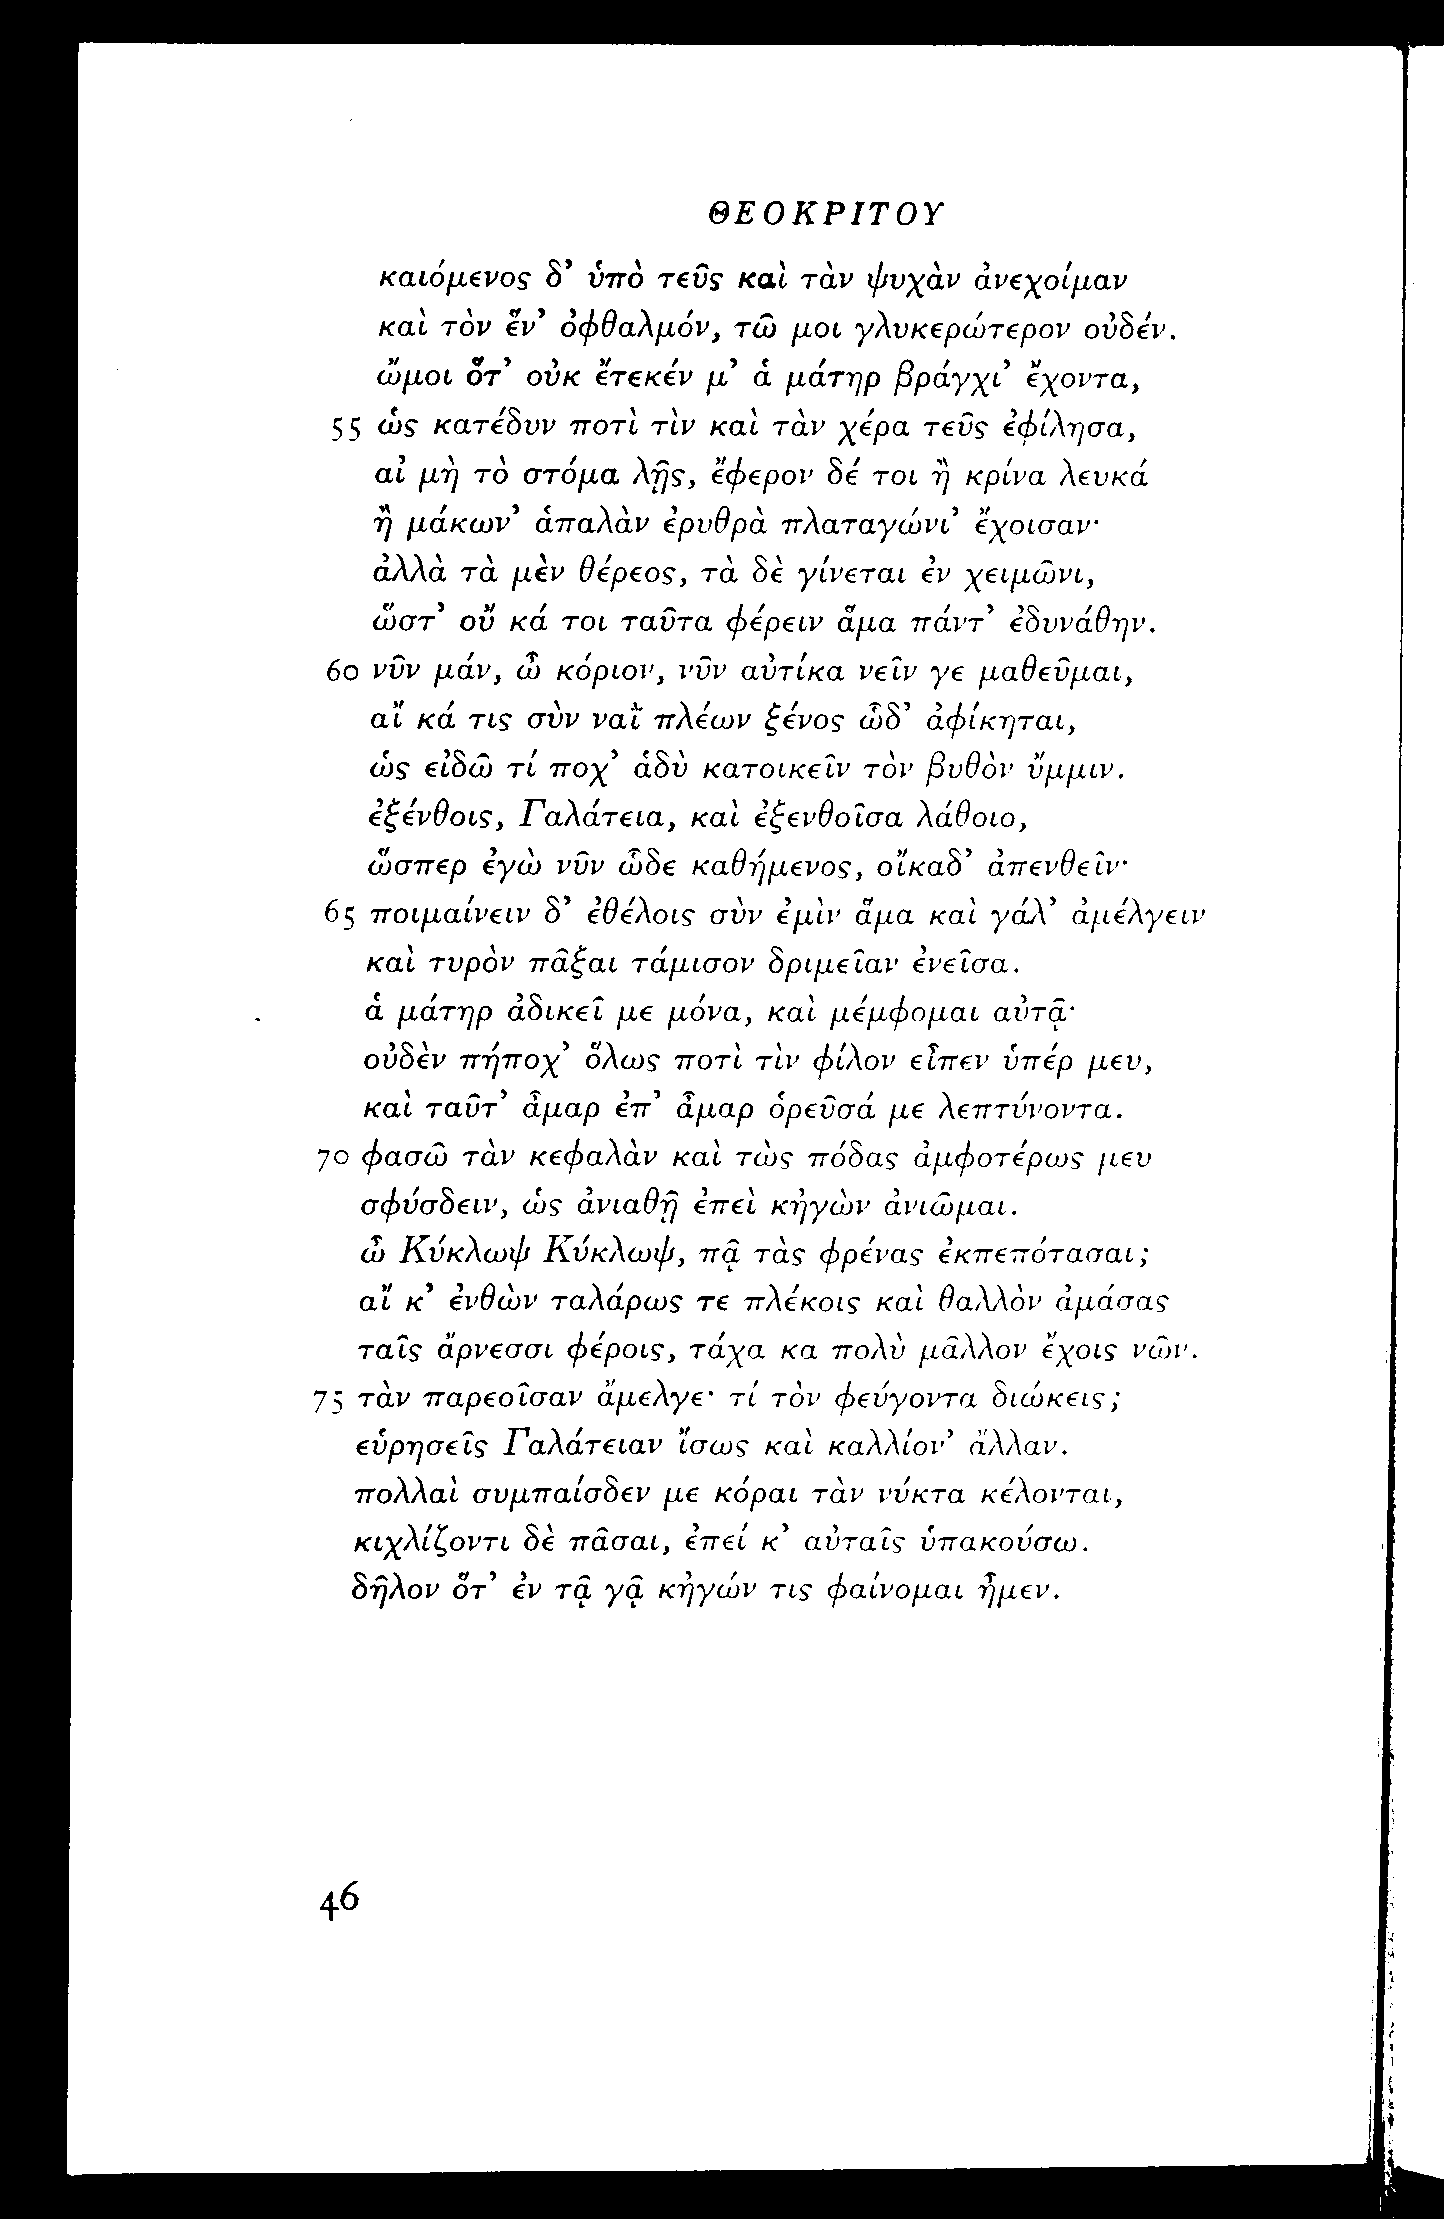 ΘΕΟΚΡΙΤΟΥ
καιόμενος δ’ ὑπὸ τεῦς καὶ τὰν ψυχὰν ἀνεχοίμαν
καὶ τὸν ἕν’ ὀφθαλμόν, τῶ μοι γλυκερώτερον οὐδέν.
ὤμοι ὅτ’ οὐκ ἔτεκέν μ’ ἁ μάτηρ βράγχι’ ἔχοντα,
55 ὡς κατέδυν ποτὶ τὶν καὶ τὰν χέρα τεῦς ἐφίλησα,
αἰ μὴ τὸ στόμα λῇς, ἔφερον δέ τοι ἢ κρίνα λευκά
ἢ μάκων’ ἁπαλὰν ἐρυθρὰ πλαταγώνι’ ἔχοισαν·
ἀλλὰ τὰ μὲν θέρεος, τὰ δὲ γίνεται ἐν χειμῶνι,
ὥστ’ οὔ κά τοι ταῦτα φέρειν ἅμα πάντ’ ἐδυνάθην.
60 νῦν μάν, ὦ κόριον, νῦν αὐτίκα νεῖν γε μαθεῦμαι,
αἴ κά τις σὺν ναῒ πλέων ξένος ὧδ’ ἀφίκηται,
ὡς εἰδῶ τί ποχ’ ἁδὺ κατοικεῖν τὸν βυθὸν ὔμμιν.
ἐξένθοις, Γαλάτεια, καὶ ἐξενθοῖσα λάθοιο,
ὥσπερ ἐγὼ νῦν ὧδε καθήμενος, οἴκαδ’ ἀπενθεῖν·
65 ποιμαίνειν δ’ ἐθέλοις σὺν ἐμὶν ἅμα καὶ γάλ’ ἀμέλγειν
καὶ τυρὸν πᾶξαι τάμισον δριμεῖαν ἐνεῖσα.
ἁ μάτηρ ἀδικεῖ με μόνα, καὶ μέμφομαι αὐτᾷ·
οὐδὲν πήποχ’ ὅλως ποτὶ τὶν φίλον εἶπεν ὑπέρ μευ,
καὶ ταῦτ’ ἆμαρ ἐπ’ ἆμαρ ὁρεῦσά με λεπτύνοντα.
70 φασῶ τὰν κεφαλὰν καὶ τὼς πόδας ἀμφοτέρως μευ
σφύσδειν, ὡς ἀνιαθῇ ἐπεὶ κἠγὼν ἀνιῶμαι.
ὦ Κύκλωψ Κύκλωψ, πᾷ τὰς φρένας ἐκπεπότασαι;
αἴ κ’ ἐνθὼν ταλάρως τε πλέκοις καὶ θαλλὸν ἀμάσας
ταῖς ἄρνεσσι φέροις, τάχα κα πολὺ μᾶλλον ἔχοις νῶν.
75 τὰν παρεοῖσαν ἄμελγε· τί τὸν φεύγοντα διώκεις;
εὑρησεῖς Γαλάτειαν ἴσως καὶ καλλίον’ ἄλλαν.
πολλαὶ συμπαίσδεν με κόραι τὰν νύκτα κέλονται,
κιχλίζοντι δὲ πᾶσαι, ἐπεί κ’ αὐταῖς ὑπακούσω.
δῆλον ὅτ’ ἐν τᾷ γᾷ κἠγών τις φαίνομαι ἦμεν.
46